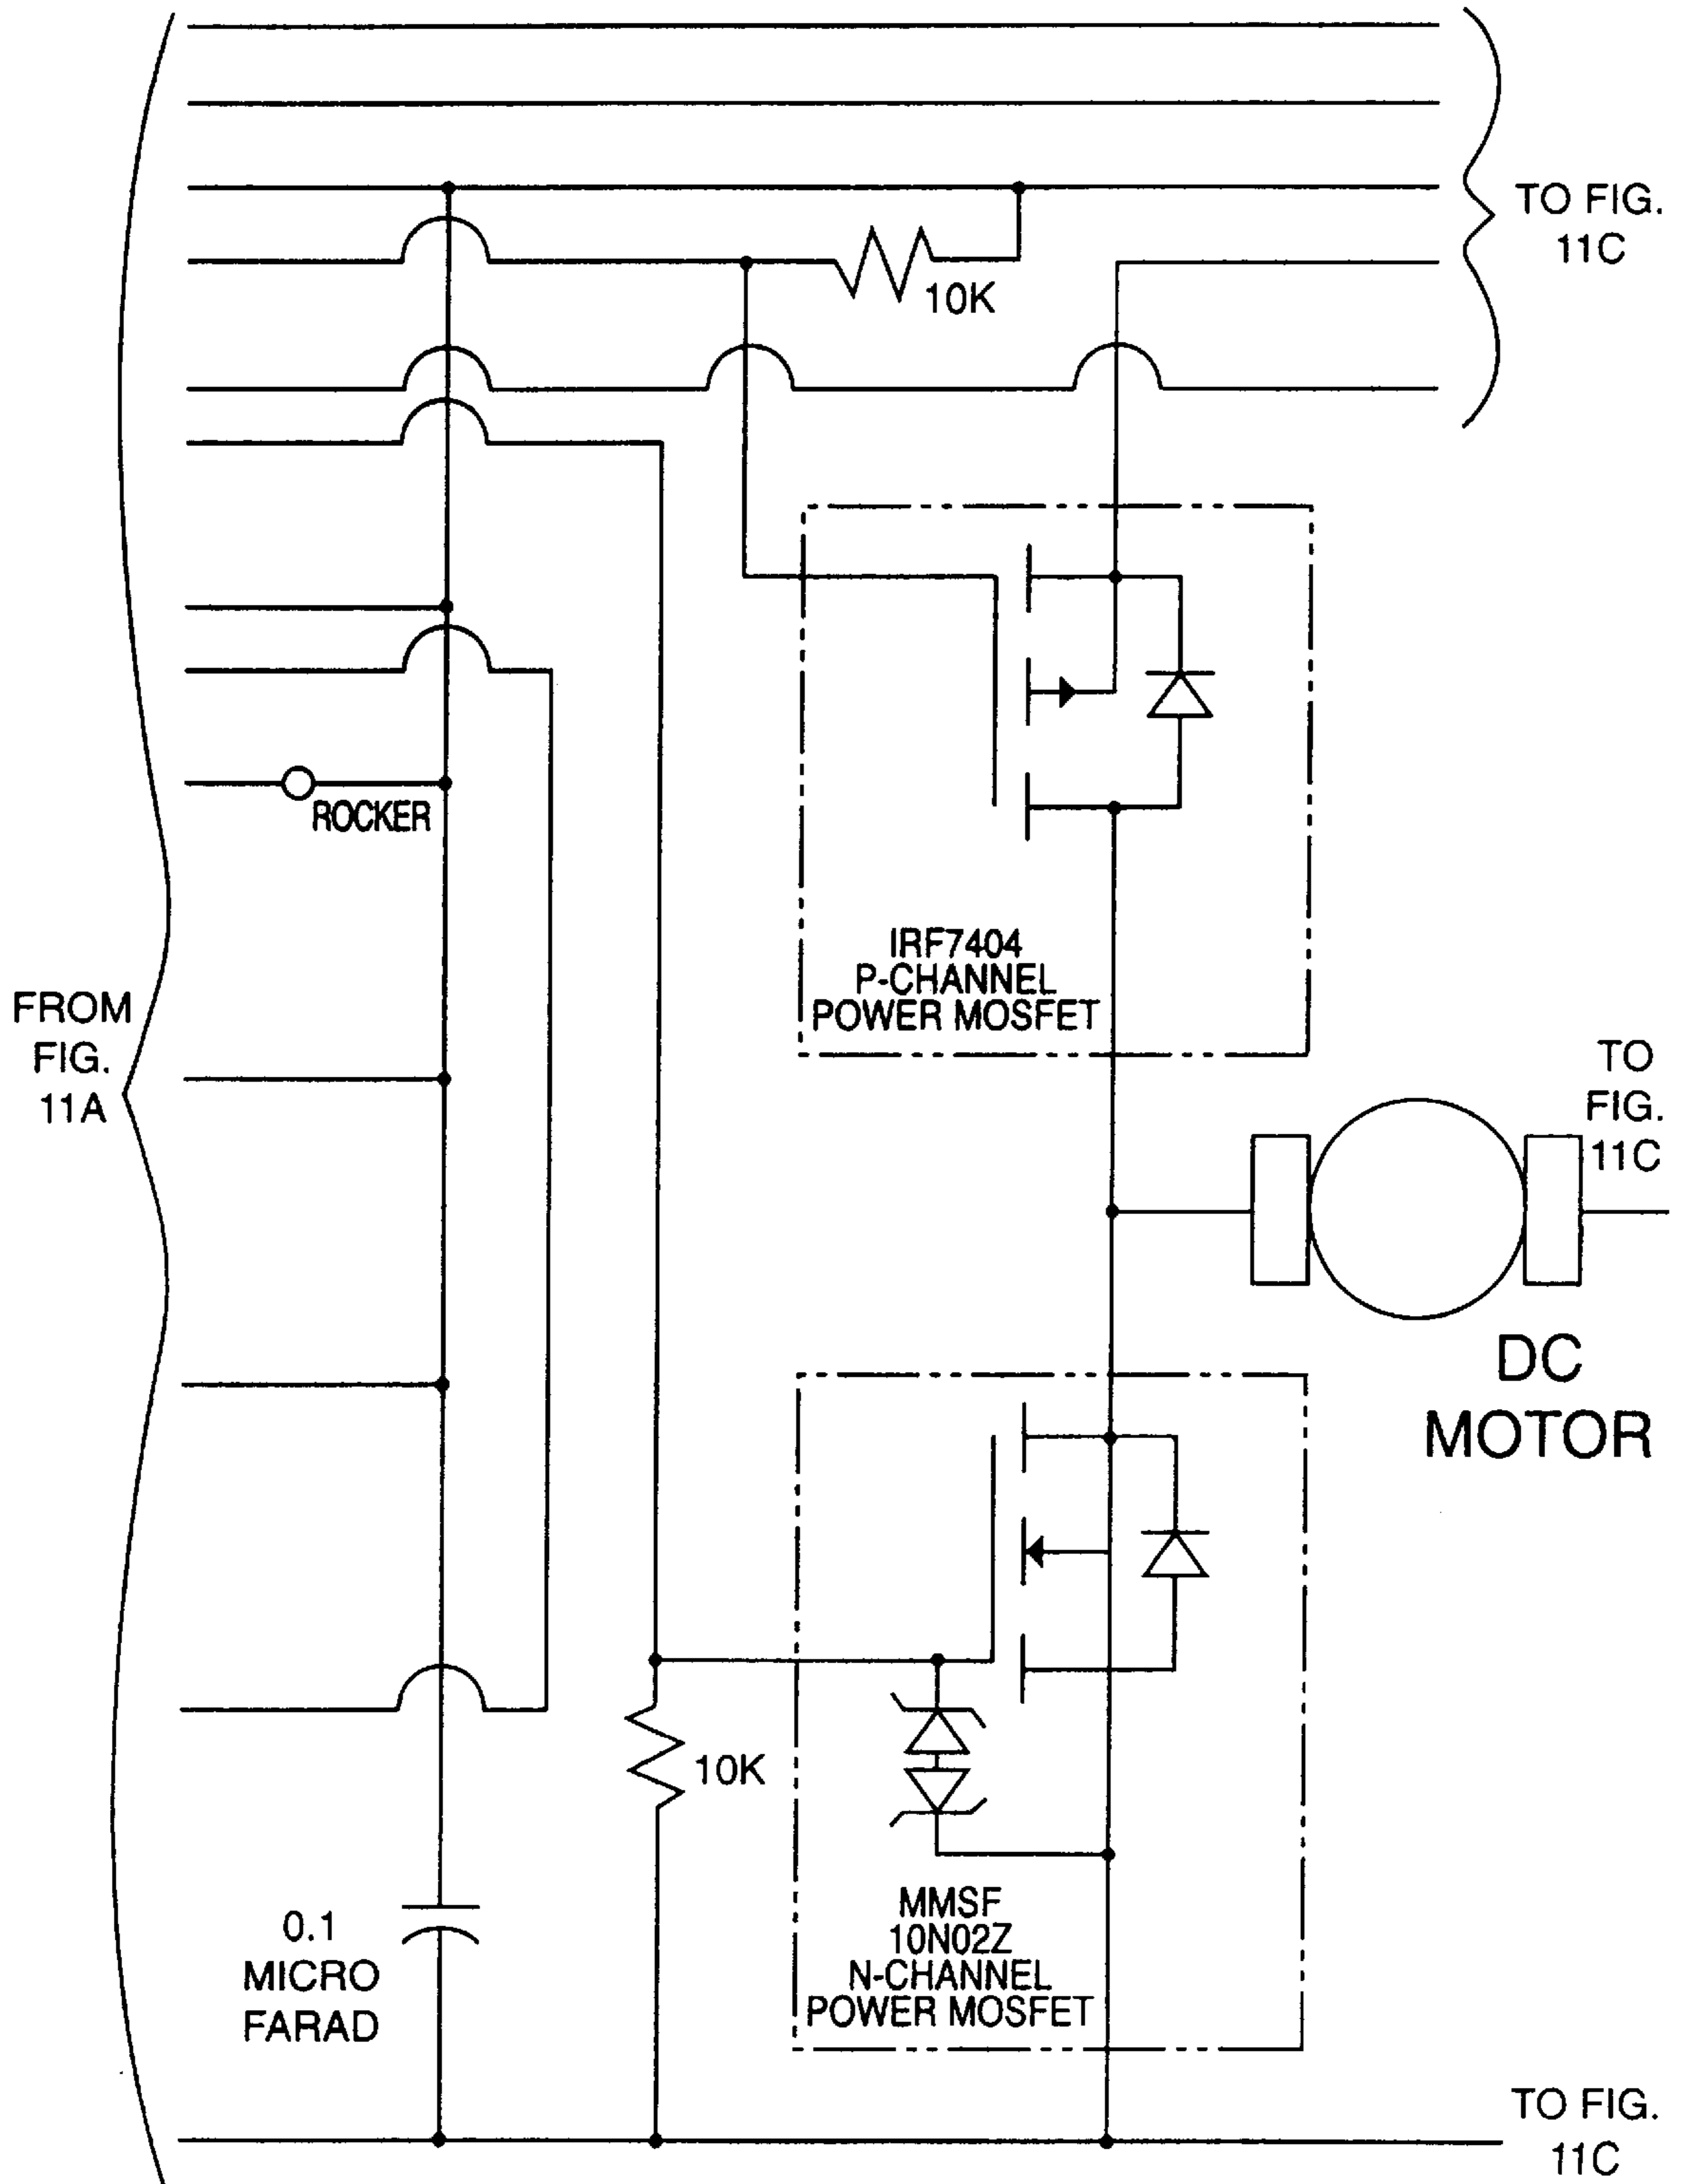 TO FIG.
11C
10K
ROCKER
IRF7404
P-CHANNEL
POWER MOSFET
FROM
FIG.
11A
TO
FIG.
11C
DC
MOTOR
10K
MMSF
10N02Z
N-CHANNEL
POWER MOSFET
0.1
MICRO
FARAD
TO FIG.
11C